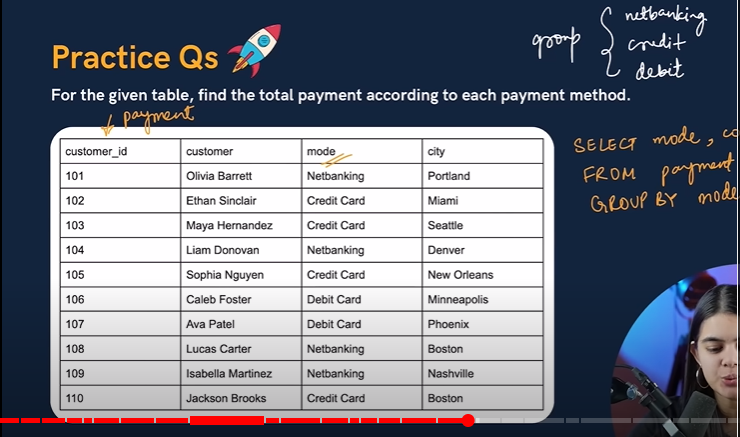 Practice Qs
group { netbanking
credit
debit
For the given table, find the total payment according to each payment method.
payment
customer_id customer mode city
101 Olivia Barrett Netbanking Portland
102 Ethan Sinclair Credit Card Miami
103 Maya Hernandez Credit Card Seattle
104 Liam Donovan Netbanking Denver
105 Sophia Nguyen Credit Card New Orleans
106 Caleb Foster Debit Card Minneapolis
107 Ava Patel Debit Card Phoenix
108 Lucas Carter Netbanking Boston
109 Isabella Martinez Netbanking Nashville
110 Jackson Brooks Credit Card Boston
SELECT mode, co
FROM payment
GROUP BY mode